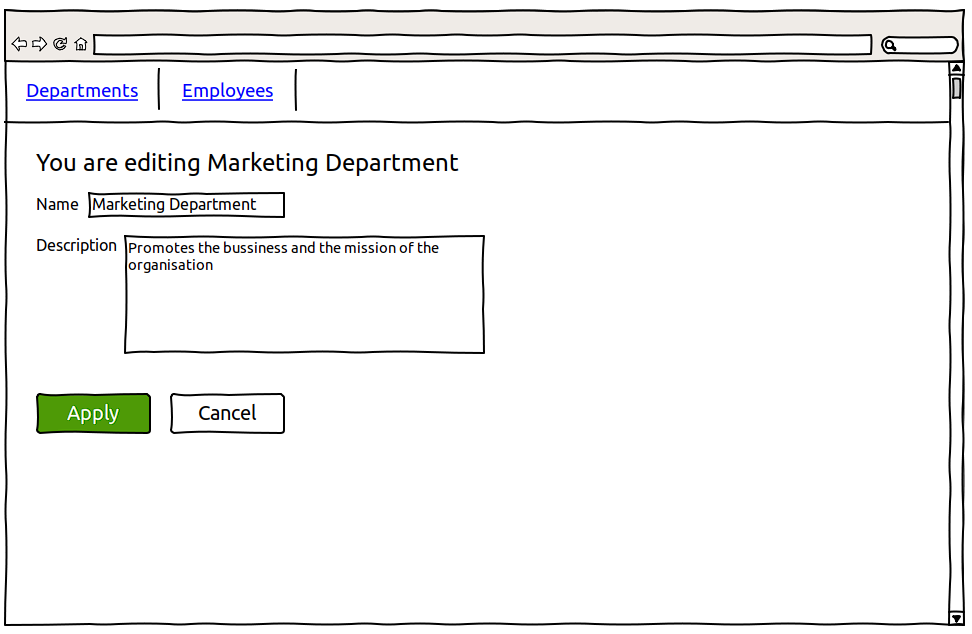 Departments
Employees
You are editing Marketing Department
Name
Marketing Department
Description
Promotes the bussiness and the mission of the
organisation
Apply
Cancel